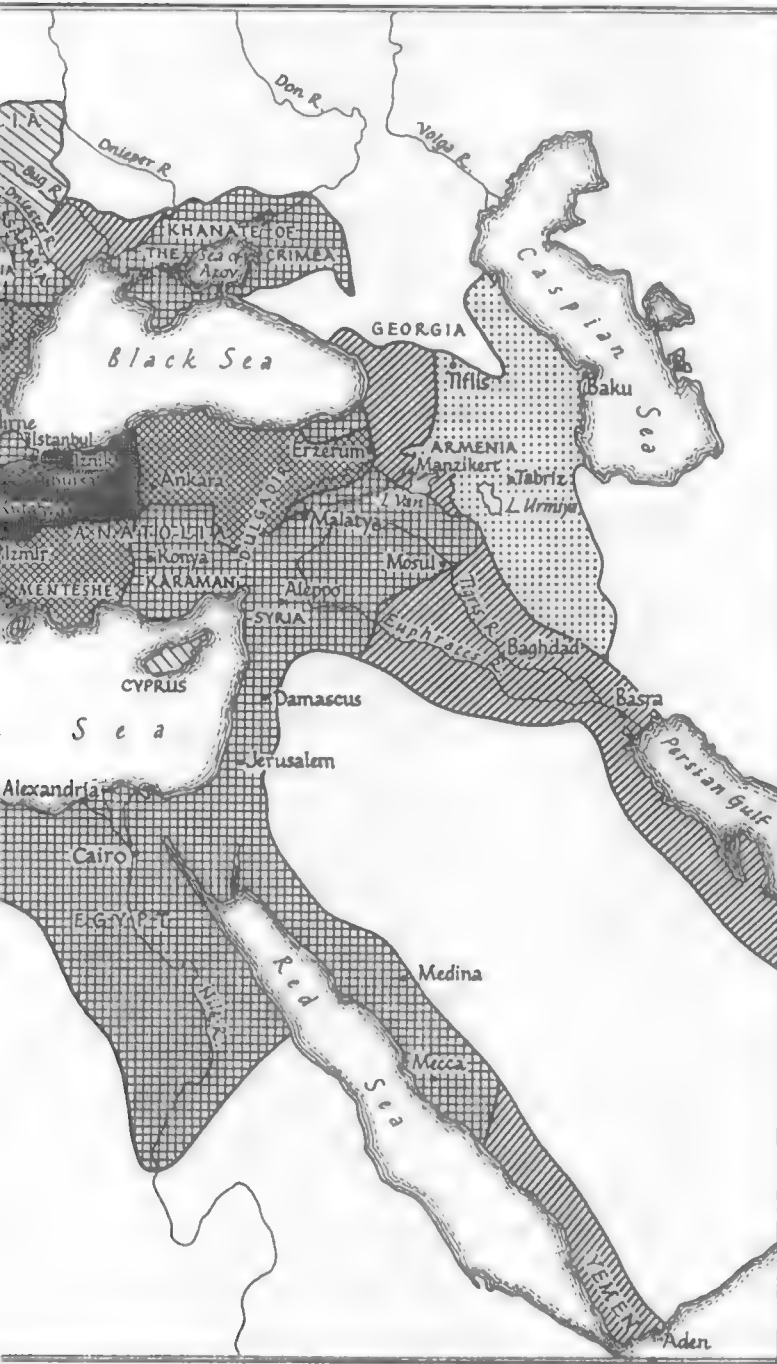 Don R.
Dnieper R.
Volga R.
Bug R.
Dniester R.
KHANATE OF
THE CRIMEA
Sea of
Azov
Caspian
Sea
GEORGIA
Black Sea
Tiflis
Baku
Istanbul
Iznik
Erzerum
ARMENIA
Manzikert
Ankara
Tabriz
L. Van
L. Urmiya
DULGADIR
Malatya
ANATOLIA
Konya
Mosul
Izmir
MENTESHE
KARAMAN
Aleppo
SYRIA
Tigris R.
Euphrates
Baghdad
CYPRUS
Damascus
Basra
Sea
Jerusalem
Persian Gulf
Alexandria
Cairo
EGYPT
Nile R.
Red
Sea
Medina
Mecca
YEMEN
Aden